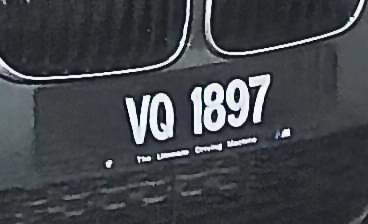 VQ 1897
The Ultimate Driving Machine